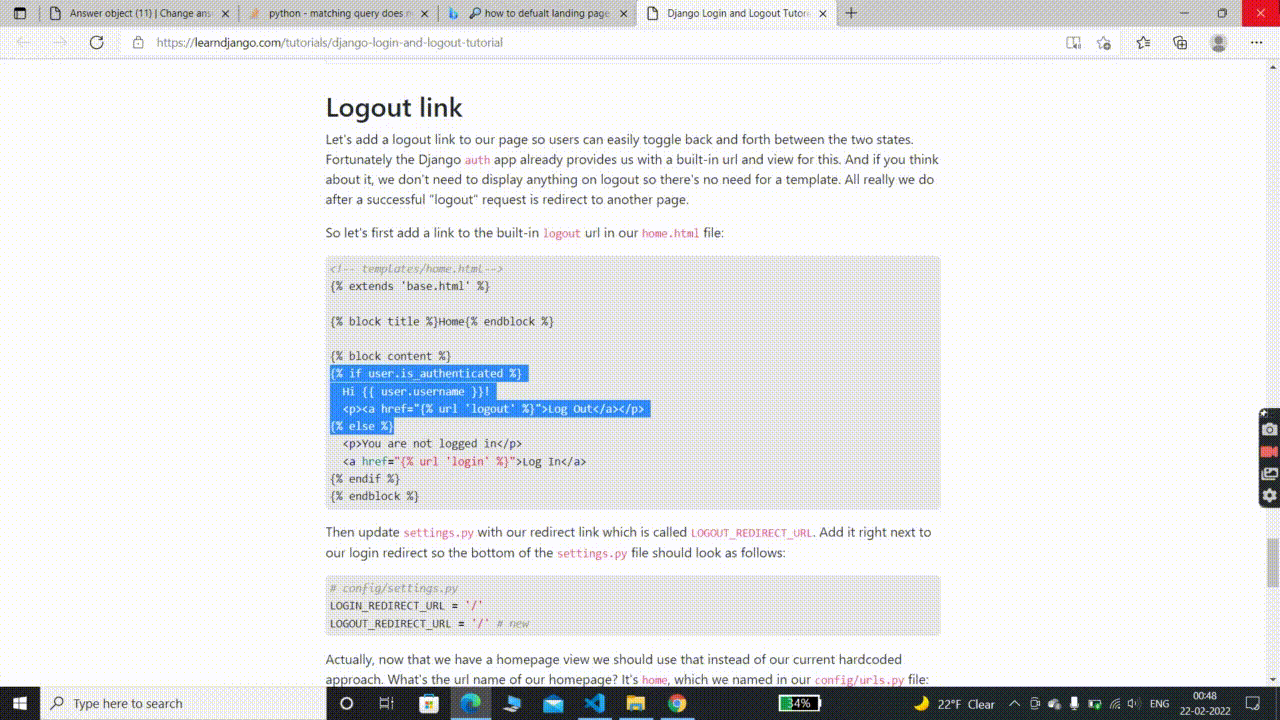 Answer object (11) | Change ans
python - matching query does n
how to defualt landing page
Django Login and Logout Tutori
https://learndjango.com/tutorials/django-login-and-logout-tutorial
Logout link
Let's add a logout link to our page so users can easily toggle back and forth between the two states.
Fortunately the Django auth app already provides us with a built-in url and view for this. And if you think
about it, we don't need to display anything on logout so there's no need for a template. All really we do
after a successful "logout" request is redirect to another page.
So let's first add a link to the built-in logout url in our home.html file:
<!-- templates/home.html-->
{% extends 'base.html' %}
{% block title %}Home{% endblock %}
{% block content %}
{% if user.is_authenticated %}
Hi {{ user.username }}!
<p><a href="{% url 'logout' %}">Log Out</a></p>
{% else %}
<p>You are not logged in</p>
<a href="{% url 'login' %}">Log In</a>
{% endif %}
{% endblock %}
Then update settings.py with our redirect link which is called LOGOUT_REDIRECT_URL. Add it right next to
our login redirect so the bottom of the settings.py file should look as follows:
# config/settings.py
LOGIN_REDIRECT_URL = '/'
LOGOUT_REDIRECT_URL = '/' # new
Actually, now that we have a homepage view we should use that instead of our current hardcoded
approach. What's the url name of our homepage? It's home, which we named in our config/urls.py file:
Type here to search
34%
22°F Clear
ENG
00:48
22-02-2022